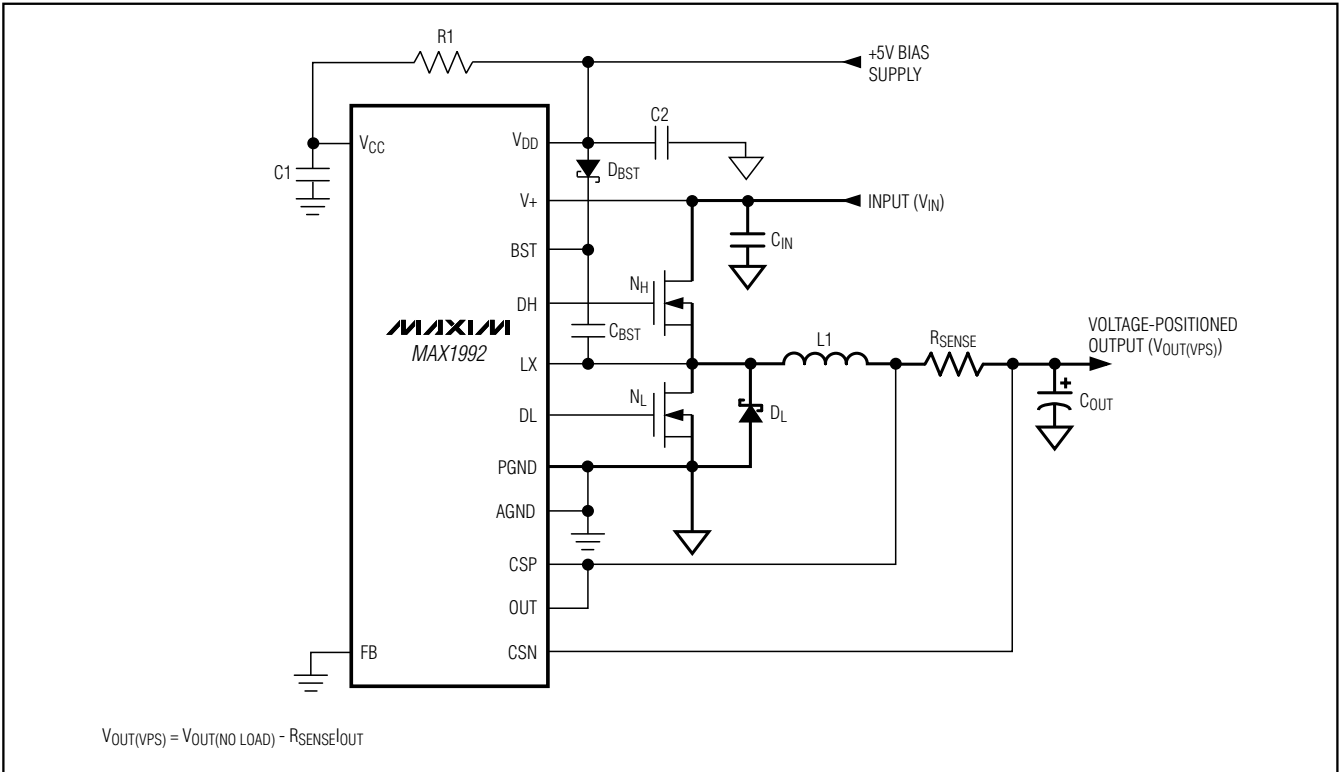 R1
+5V BIAS
SUPPLY
C2
VCC
VDD
C1
DBST
V+
INPUT (VIN)
CIN
BST
NH
DH
MAXIM
MAX1992
CBST
VOLTAGE-POSITIONED
OUTPUT (VOUT(VPS))
L1
RSENSE
LX
NL
DL
DL
+
COUT
PGND
AGND
CSP
OUT
FB
CSN
VOUT(VPS) = VOUT(NO LOAD) - RSENSEIOUT